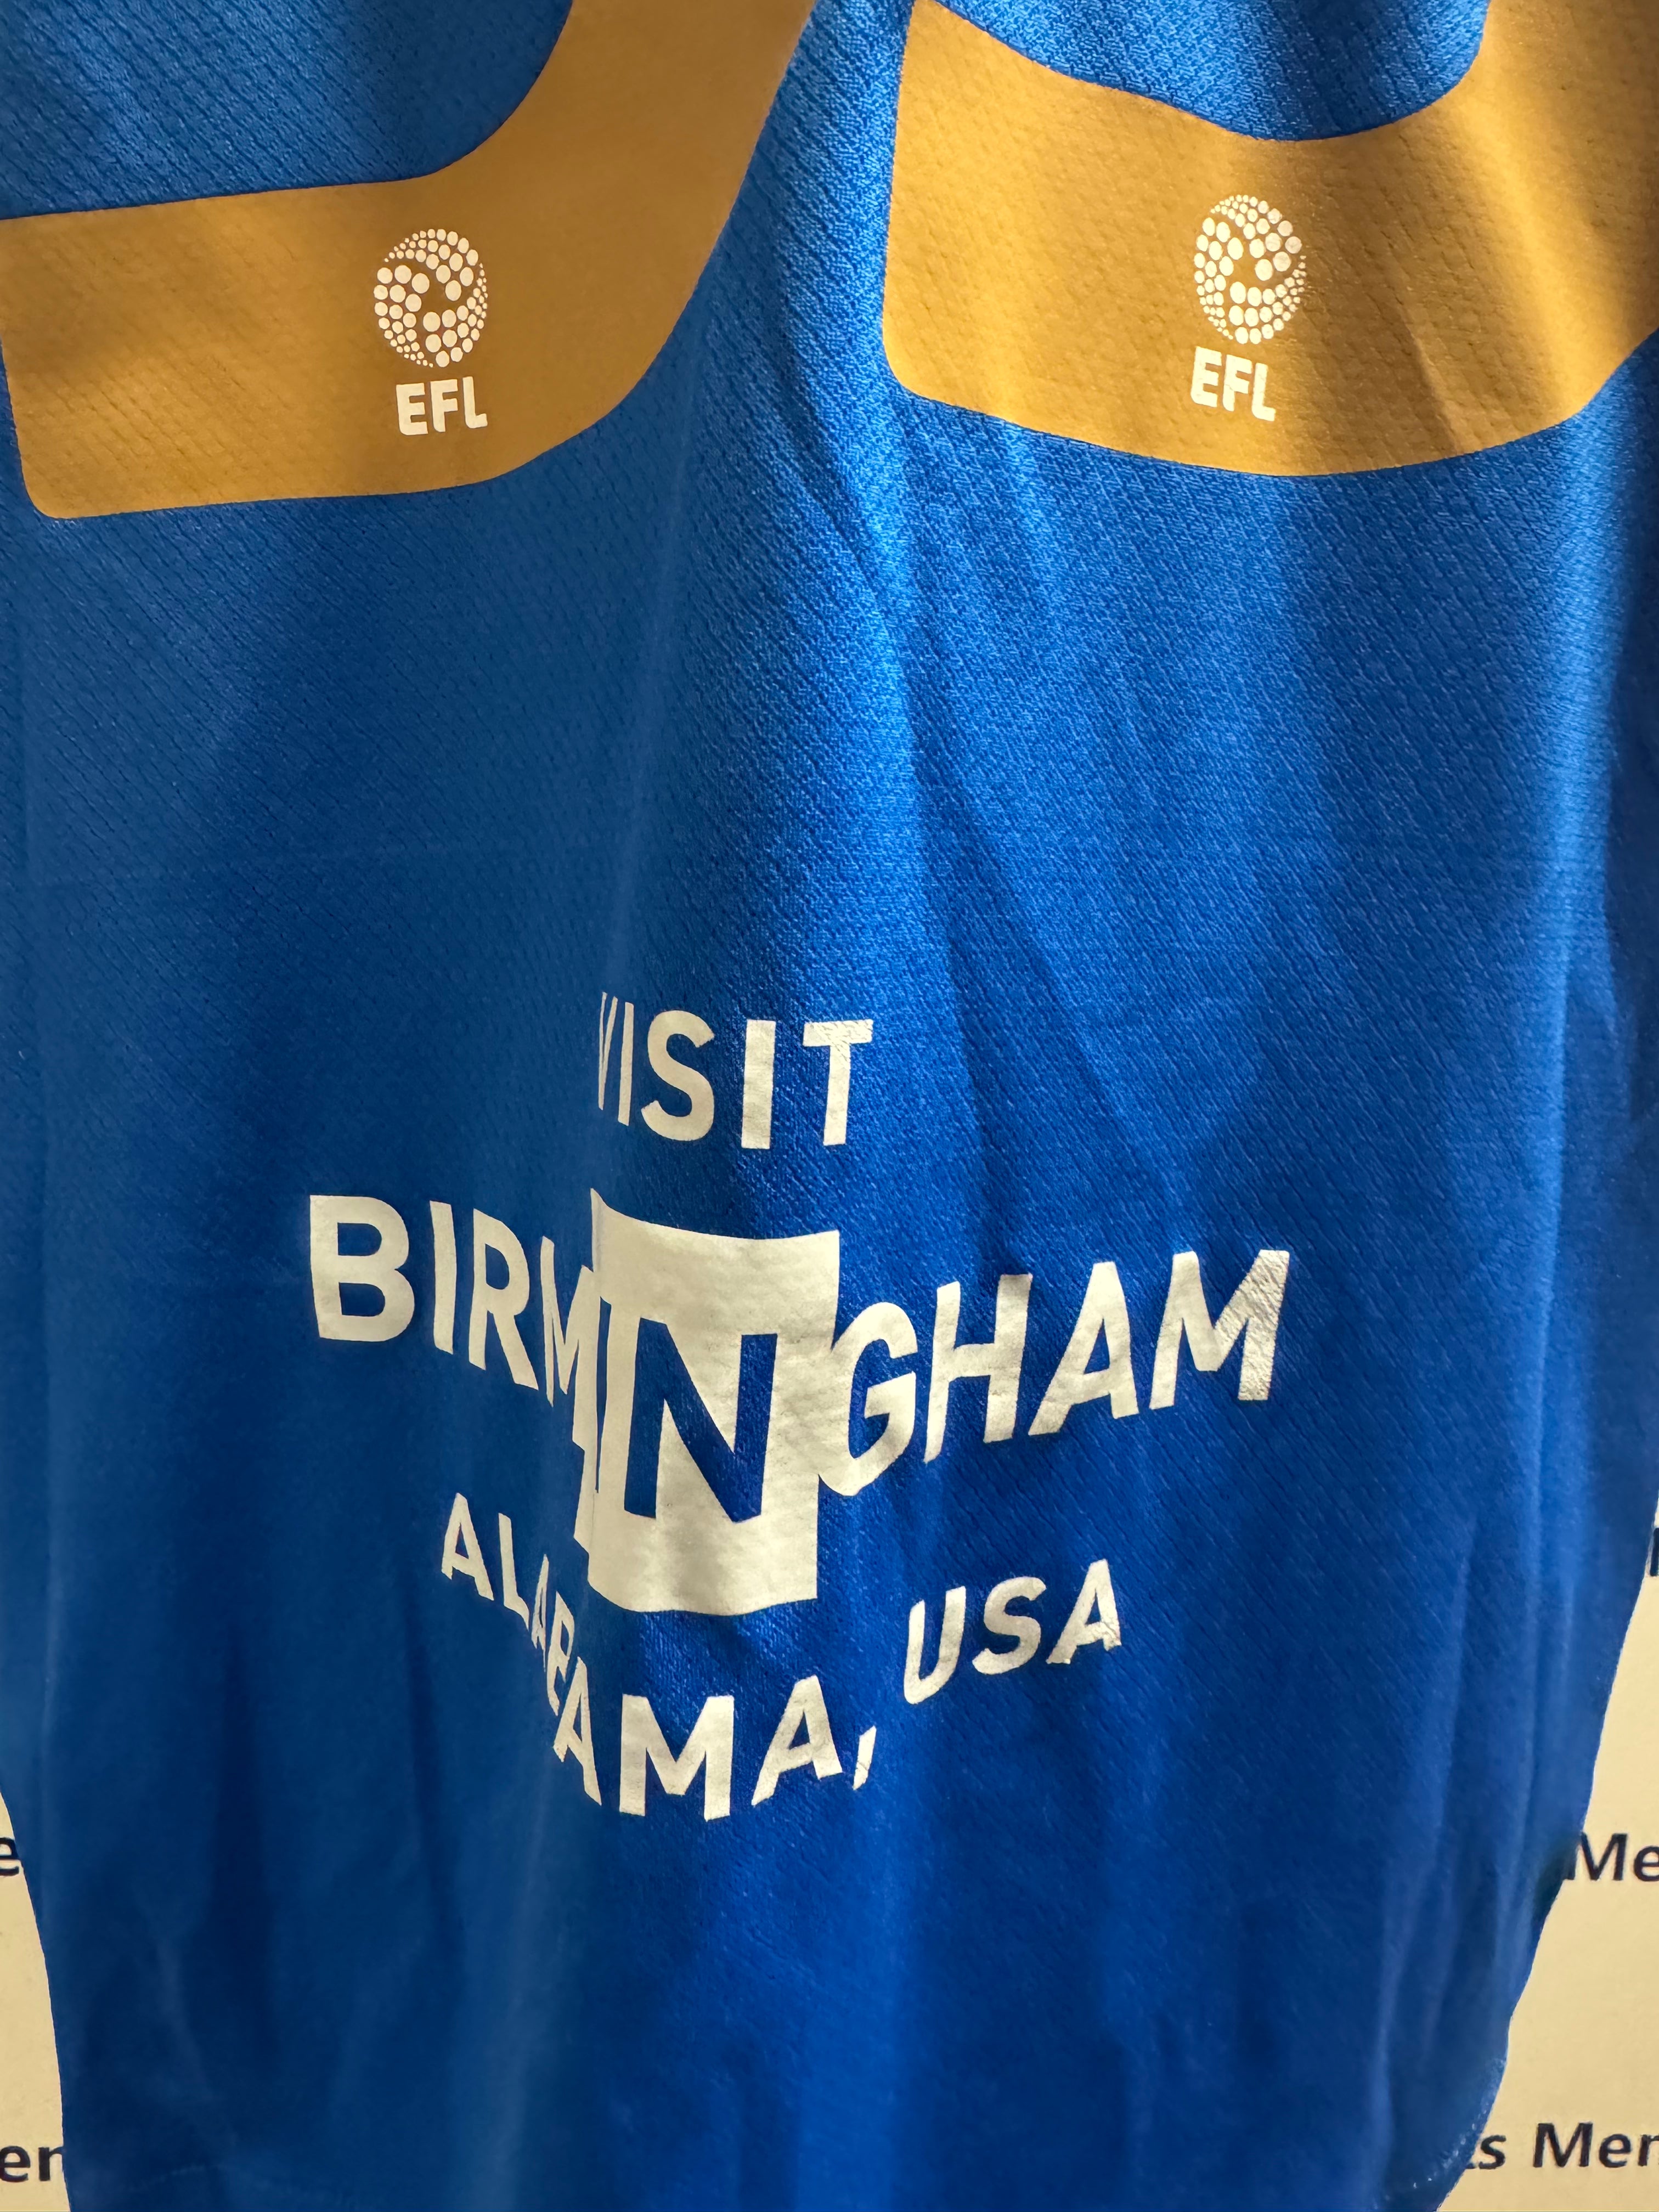 EFL
EFL
VISIT
BIRMINGHAM
ALABAMA, USA